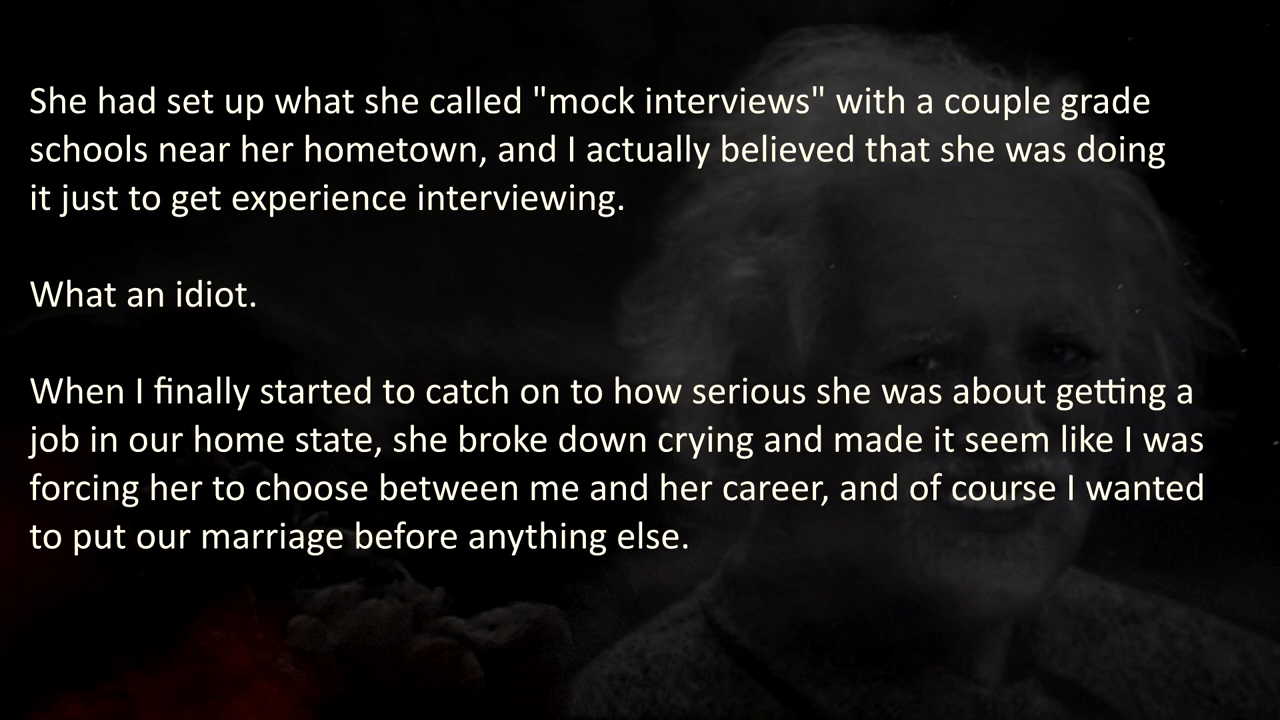 She had set up what she called "mock interviews" with a couple grade
schools near her hometown, and I actually believed that she was doing
it just to get experience interviewing.
What an idiot.
When I finally started to catch on to how serious she was about getting a
job in our home state, she broke down crying and made it seem like I was
forcing her to choose between me and her career, and of course I wanted
to put our marriage before anything else.